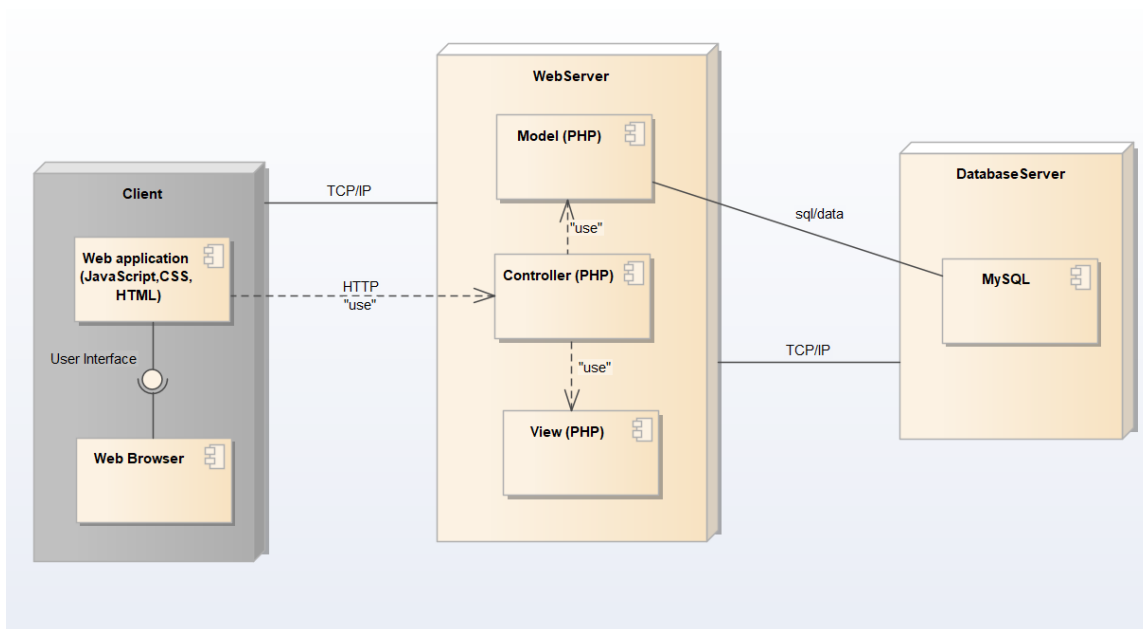 WebServer
Model (PHP)
DatabaseServer
Client
TCP/IP
sql/data
"use"
Web application
(JavaScript,CSS,
HTML)
Controller (PHP)
MySQL
HTTP
"use"
User Interface
TCP/IP
"use"
View (PHP)
Web Browser